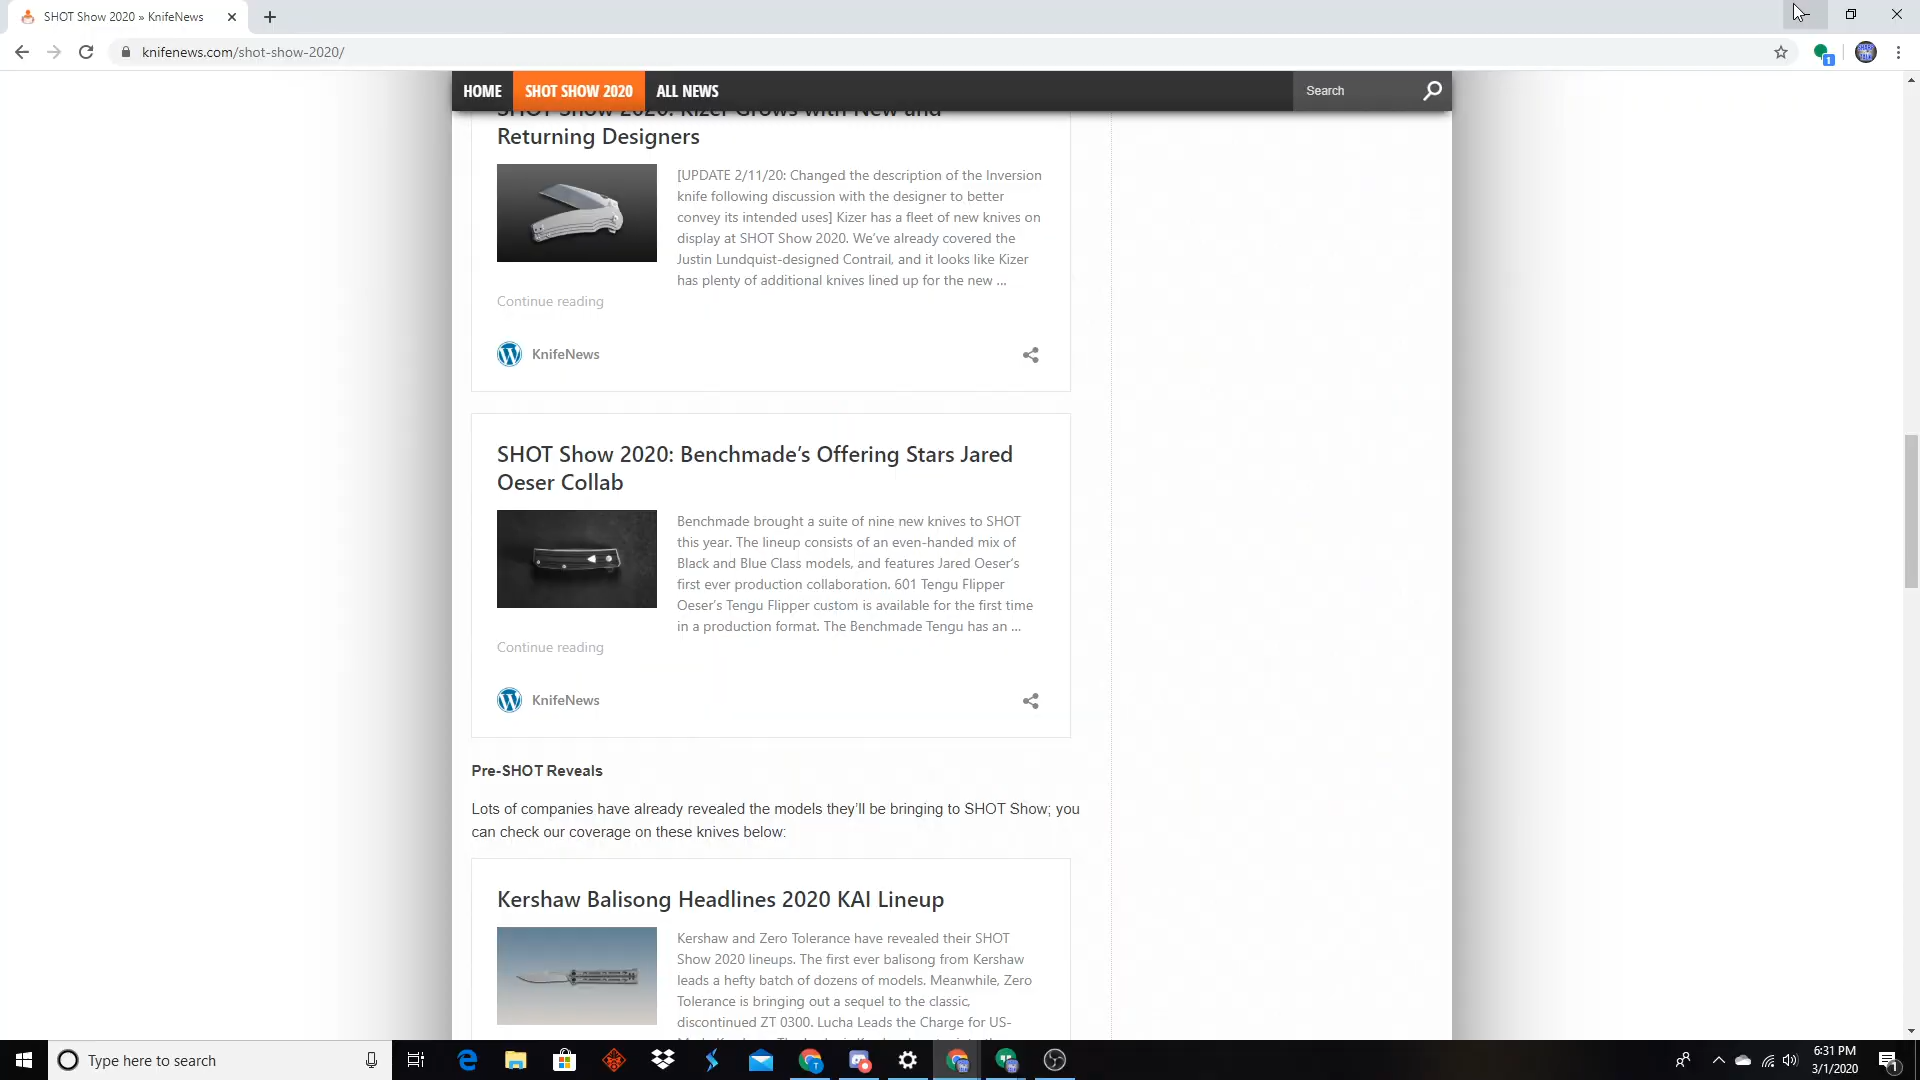 SHOT Show 2020 » KnifeNews
knifenews.com/shot-show-2020/
1
HOME SHOT SHOW 2020 ALL NEWS Search
SHOT Show 2020: Kizer Grows with New and
Returning Designers
[UPDATE 2/11/20: Changed the description of the Inversion
knife following discussion with the designer to better
convey its intended uses] Kizer has a fleet of new knives on
display at SHOT Show 2020. We've already covered the
Justin Lundquist-designed Contrail, and it looks like Kizer
has plenty of additional knives lined up for the new ...
Continue reading
KnifeNews
SHOT Show 2020: Benchmade's Offering Stars Jared
Oeser Collab
Benchmade brought a suite of nine new knives to SHOT
this year. The lineup consists of an even-handed mix of
Black and Blue Class models, and features Jared Oeser's
first ever production collaboration. 601 Tengu Flipper
Oeser's Tengu Flipper custom is available for the first time
in a production format. The Benchmade Tengu has an ...
Continue reading
KnifeNews
Pre-SHOT Reveals
Lots of companies have already revealed the models they'll be bringing to SHOT Show; you
can check our coverage on these knives below:
Kershaw Balisong Headlines 2020 KAI Lineup
Kershaw and Zero Tolerance have revealed their SHOT
Show 2020 lineups. The first ever balisong from Kershaw
leads a hefty batch of dozens of models. Meanwhile, Zero
Tolerance is bringing out a sequel to the classic,
discontinued ZT 0300. Lucha Leads the Charge for US-
Type here to search
6:31 PM
3/1/2020
1